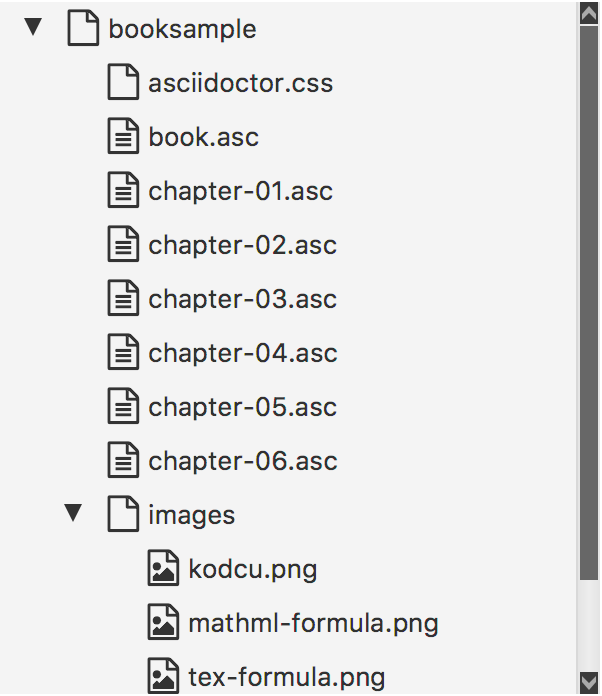 booksample
asciidoctor.css
book.asc
chapter-01.asc
chapter-02.asc
chapter-03.asc
chapter-04.asc
chapter-05.asc
chapter-06.asc
images
kodcu.png
mathml-formula.png
tex-formula.png